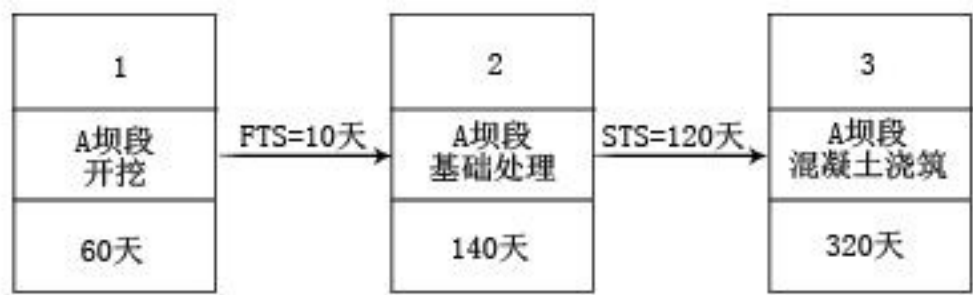 1
A坝段
开挖
60天
FTS=10天
2
A坝段
基础处理
140天
STS=120天
3
A坝段
混凝土浇筑
320天